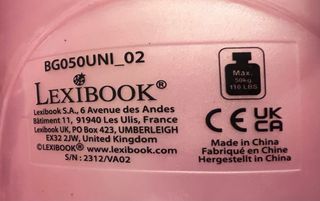 BG050UNI_02
LEXIBOOK®
Lexibook S.A., 6 Avenue des Andes
Bâtiment 11, 91940 Les Ulis, France
Lexibook UK, PO Box 423, UMBERLEIGH
EX32 2JW, United Kingdom
©LEXIBOOK® www.lexibook.com
S/N : 2312/VA02
Max.
50kg
110 LBS
CE UK
CA
Made in China
Fabriqué en Chine
Hergestellt in China